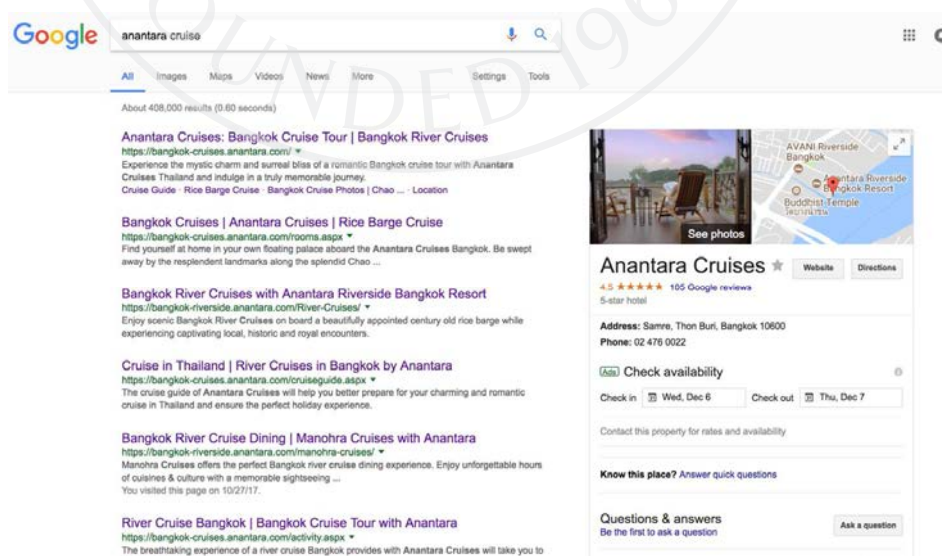 UNDED 196
Google
anantara cruise
All Images Maps Videos News More Settings Tools
About 408,000 results (0.60 seconds)
Anantara Cruises: Bangkok Cruise Tour | Bangkok River Cruises
https://bangkok-cruises.anantara.com/
Experience the mystic charm and surreal bliss of a romantic Bangkok cruise tour with Anantara
Cruises Thailand and indulge in a truly memorable journey.
Cruise Guide · Rice Barge Cruise · Bangkok Cruise Photos | Chao ... · Location
Bangkok Cruises | Anantara Cruises | Rice Barge Cruise
https://bangkok-cruises.anantara.com/rooms.aspx
Find yourself at home in your own floating palace aboard the Anantara Cruises Bangkok. Be swept
away by the resplendent landmarks along the splendid Chao ...
Bangkok River Cruises with Anantara Riverside Bangkok Resort
https://bangkok-riverside.anantara.com/River-Cruises/
Enjoy scenic Bangkok River Cruises on board a beautifully appointed century old rice barge while
experiencing captivating local, historic and royal encounters.
Cruise in Thailand | River Cruises in Bangkok by Anantara
https://bangkok-cruises.anantara.com/cruiseguide.aspx
The cruise guide of Anantara Cruises will help you better prepare for your charming and romantic
cruise in Thailand and ensure the perfect holiday experience.
Bangkok River Cruise Dining | Manohra Cruises with Anantara
https://bangkok-riverside.anantara.com/manohra-cruises/
Manohra Cruises offers the perfect Bangkok river cruise dining experience. Enjoy unforgettable hours
of cuisines & culture with a memorable sightseeing ...
You visited this page on 10/27/17.
River Cruise Bangkok | Bangkok Cruise Tour with Anantara
https://bangkok-cruises.anantara.com/activity.aspx
The breathtaking experience of a river cruise Bangkok provides with Anantara Cruises will take you to
See photos
AVANI Riverside
Bangkok
Anantara Riverside
Bangkok Resort
Buddhist Temple
Anantara Cruises Website Directions
4.5 105 Google reviews
5-star hotel
Address: Samre, Thon Buri, Bangkok 10600
Phone: 02 476 0022
Ads Check availability
Check in Wed, Dec 6 Check out Thu, Dec 7
Contact this property for rates and availability
Know this place? Answer quick questions
Questions & answers
Be the first to ask a question
Ask a question